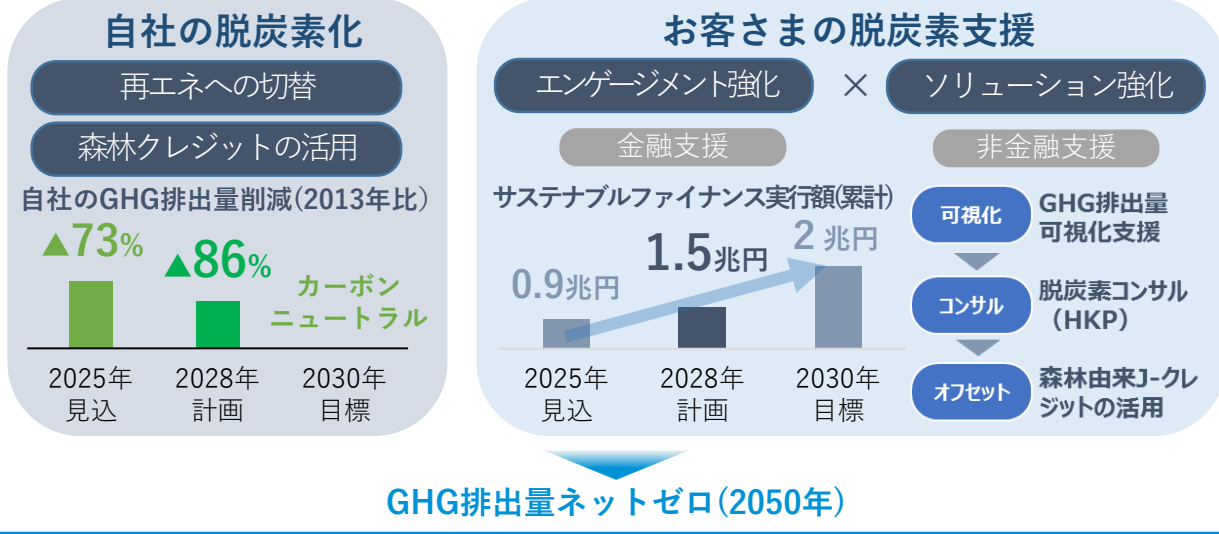 自社の脱炭素化
再エネへの切替
森林クレジットの活用
自社のGHG排出量削減(2013年比)
▲73%
▲86%
カーボン
ニュートラル
2025年
見込
2028年
計画
2030年
目標
お客さまの脱炭素支援
エンゲージメント強化
×
ソリューション強化
金融支援
非金融支援
サステナブルファイナンス実行額(累計)
0.9兆円
1.5兆円
2 兆円
2025年
見込
2028年
計画
2030年
目標
可視化
GHG排出量
可視化支援
コンサル
脱炭素コンサル
(HKP)
オフセット
森林由来J-クレ
ジットの活用
GHG排出量ネットゼロ(2050年)